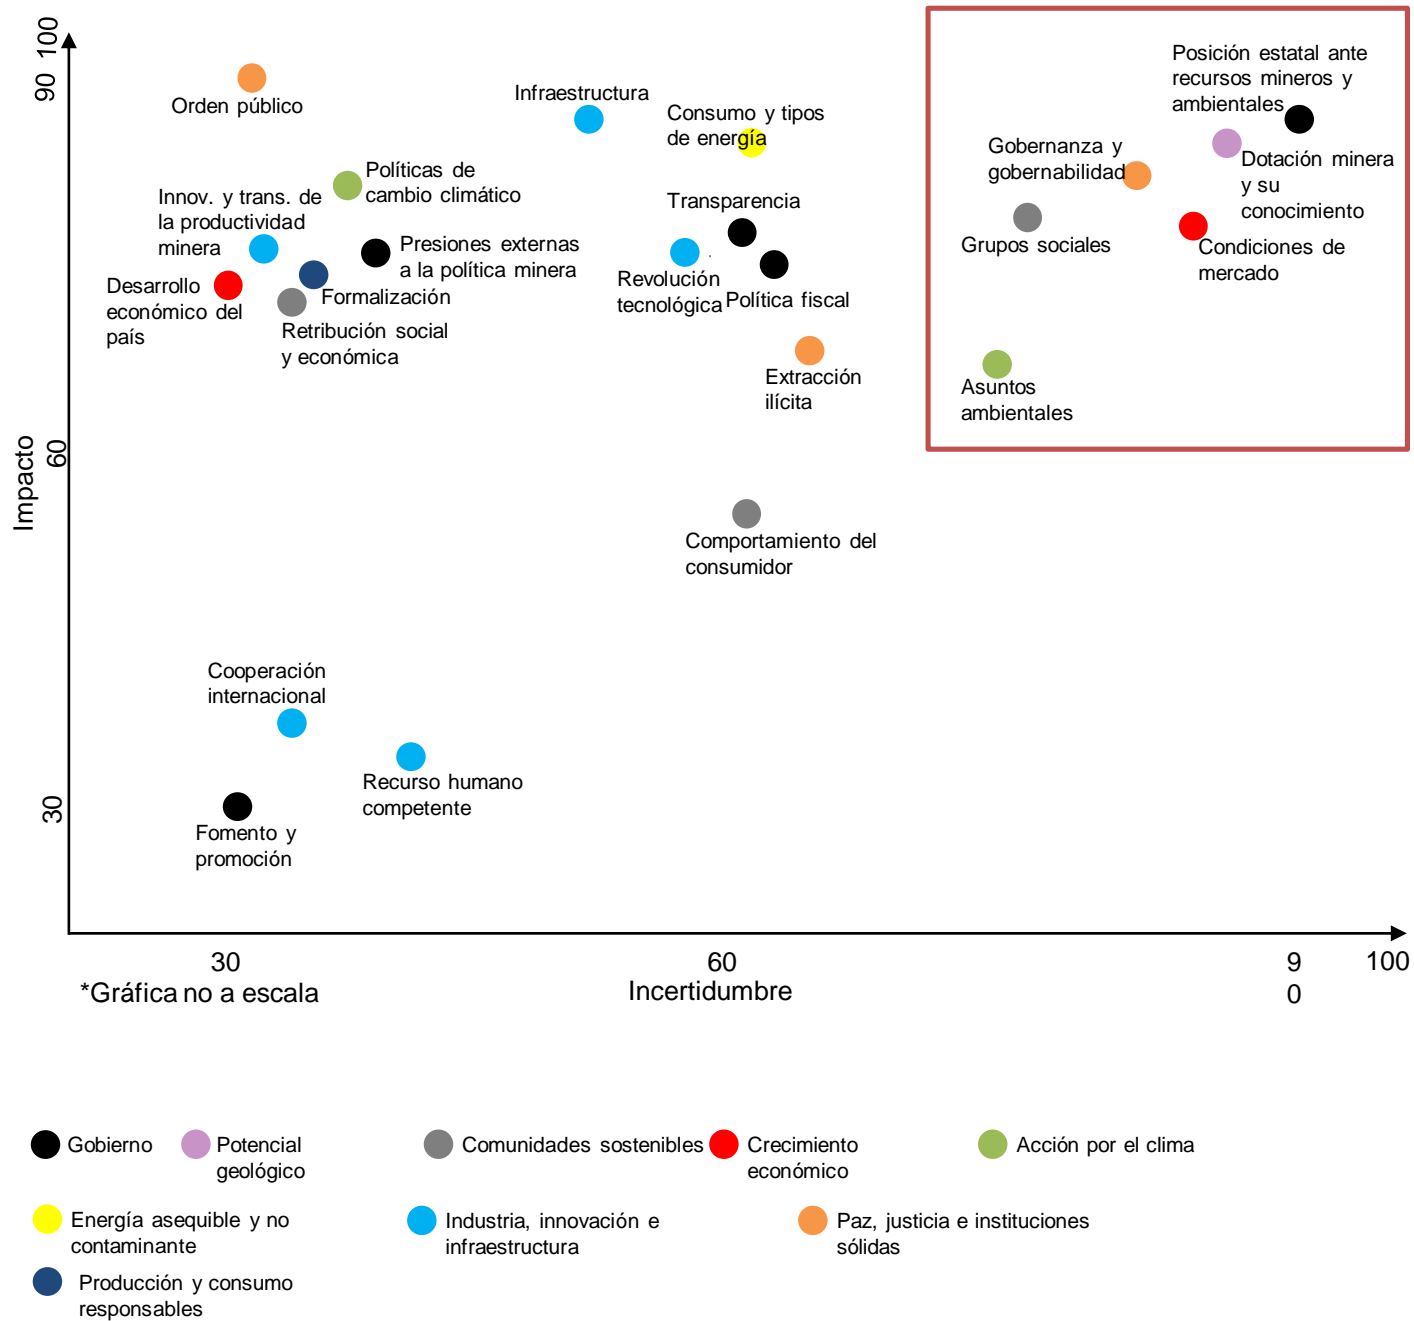 100
90
Orden público
Infraestructura
Consumo y tipos
de energía
Posición estatal ante
recursos mineros y
ambientales
Gobernanza y
gobernabilidad
Dotación minera
y su
conocimiento
Políticas de
cambio climático
Innov. y trans. de
la productividad
minera
Transparencia
Grupos sociales
Condiciones de
mercado
Presiones externas
a la política minera
Desarrollo
económico del
país
Formalización
Revolución
tecnológica
Política fiscal
Retribución social
y económica
Extracción
ilícita
Asuntos
ambientales
Impacto
60
Comportamiento del
consumidor
Cooperación
internacional
Recurso humano
competente
30
Fomento y
promoción
30
60
9
0
100
*Gráfica no a escala
Incertidumbre
Gobierno
Potencial
geológico
Comunidades sostenibles
Crecimiento
económico
Acción por el clima
Energía asequible y no
contaminante
Industria, innovación e
infraestructura
Paz, justicia e instituciones
sólidas
Producción y consumo
responsables